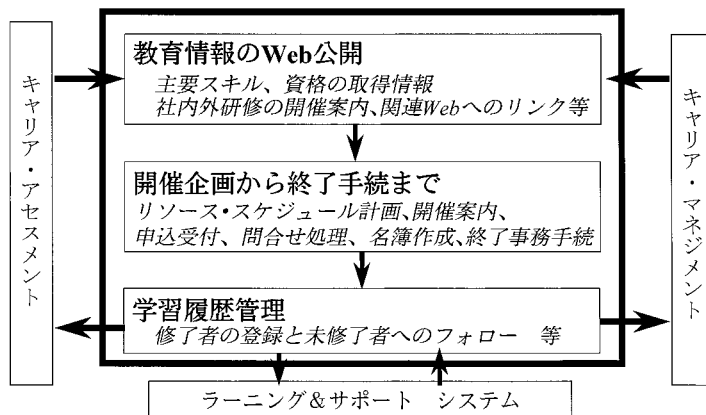 教育情報のWeb公開
主要スキル、資格の取得情報
社内外研修の開催案内、関連Webへのリンク等
開催企画から終了手続まで
リソース・スケジュール計画、開催案内、
申込受付、問合せ処理、名簿作成、終了事務手続
学習履歴管理
修了者の登録と未修了者へのフォロー 等
キャリア・アセスメント
キャリア・マネジメント
ラーニング&サポート システム